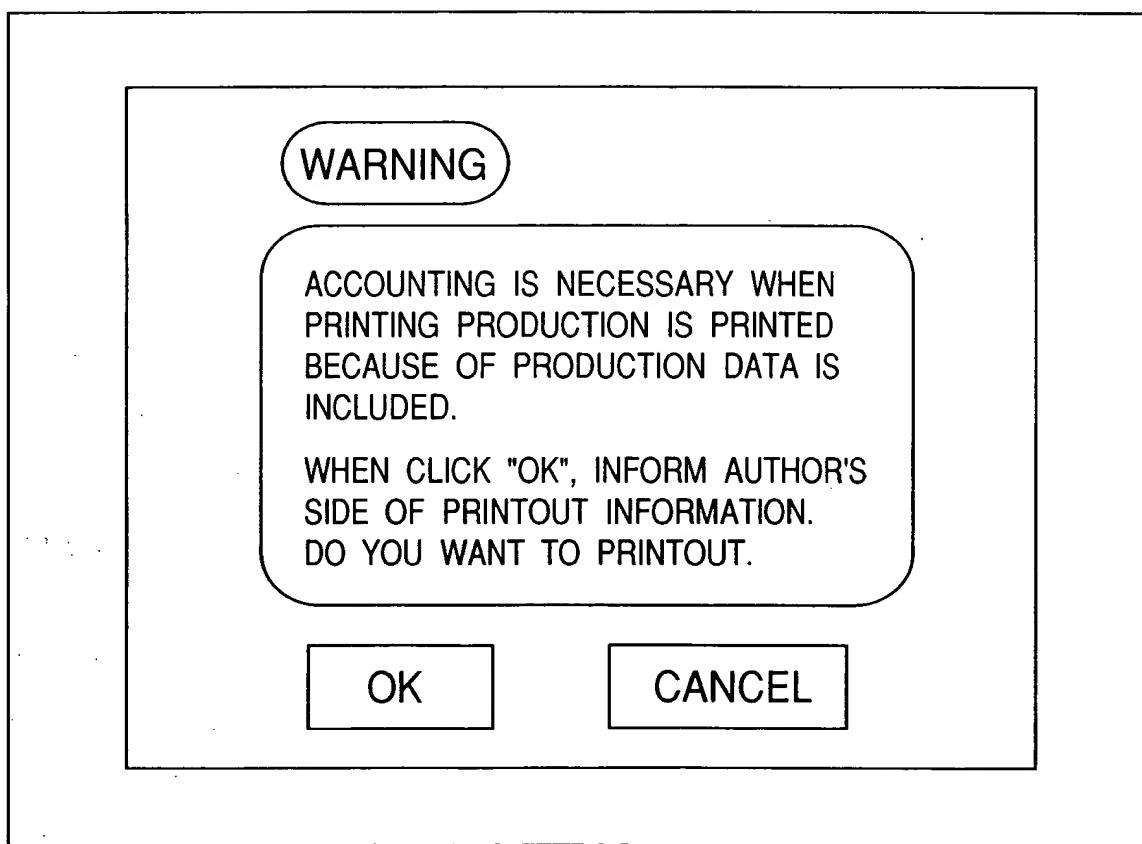 WARNING
ACCOUNTING IS NECESSARY WHEN
PRINTING PRODUCTION IS PRINTED
BECAUSE OF PRODUCTION DATA IS
INCLUDED.
WHEN CLICK "OK", INFORM AUTHOR'S
SIDE OF PRINTOUT INFORMATION.
DO YOU WANT TO PRINTOUT.
OK CANCEL